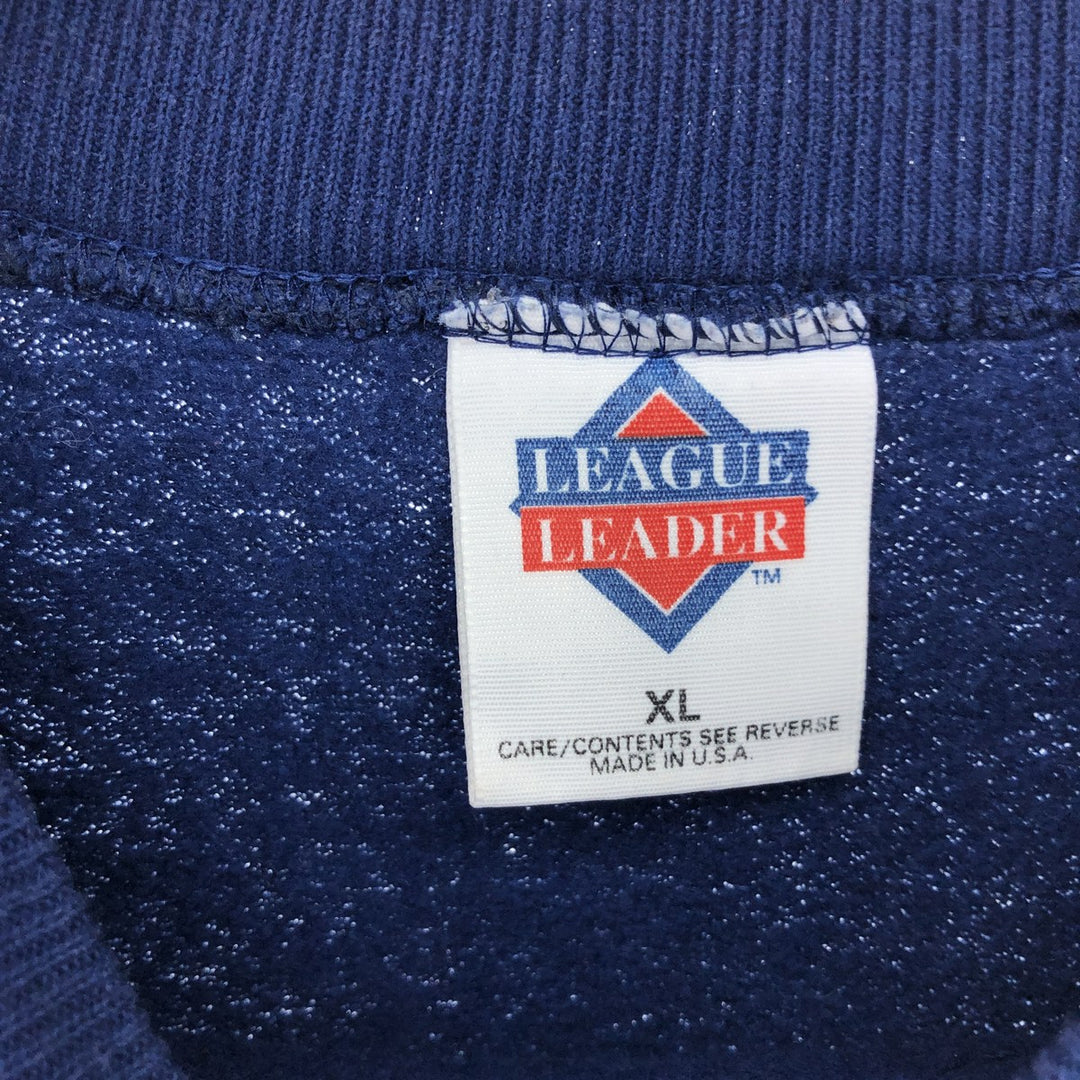 LEAGUE
LEADER
TM
XL
CARE/CONTENTS SEE REVERSE
MADE IN U.S.A.